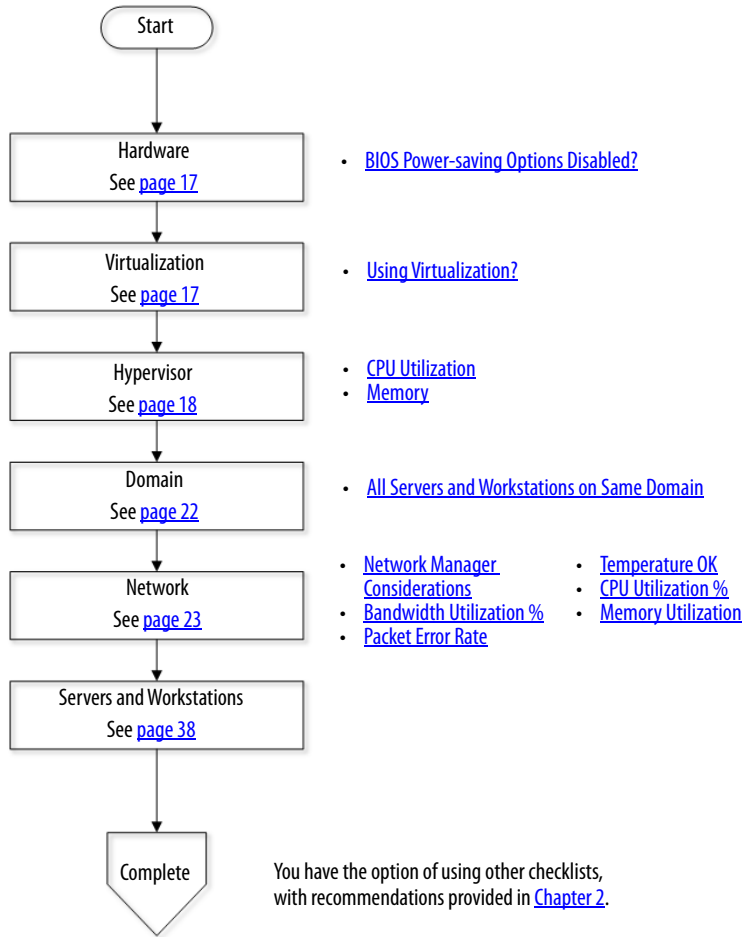 Start
Hardware
See page 17
• BIOS Power-saving Options Disabled?
Virtualization
See page 17
• Using Virtualization?
Hypervisor
See page 18
• CPU Utilization
• Memory
Domain
See page 22
• All Servers and Workstations on Same Domain
Network
See page 23
• Network Manager
Considerations
• Bandwidth Utilization %
• Packet Error Rate
• Temperature OK
• CPU Utilization %
• Memory Utilization
Servers and Workstations
See page 38
Complete
You have the option of using other checklists,
with recommendations provided in Chapter 2.